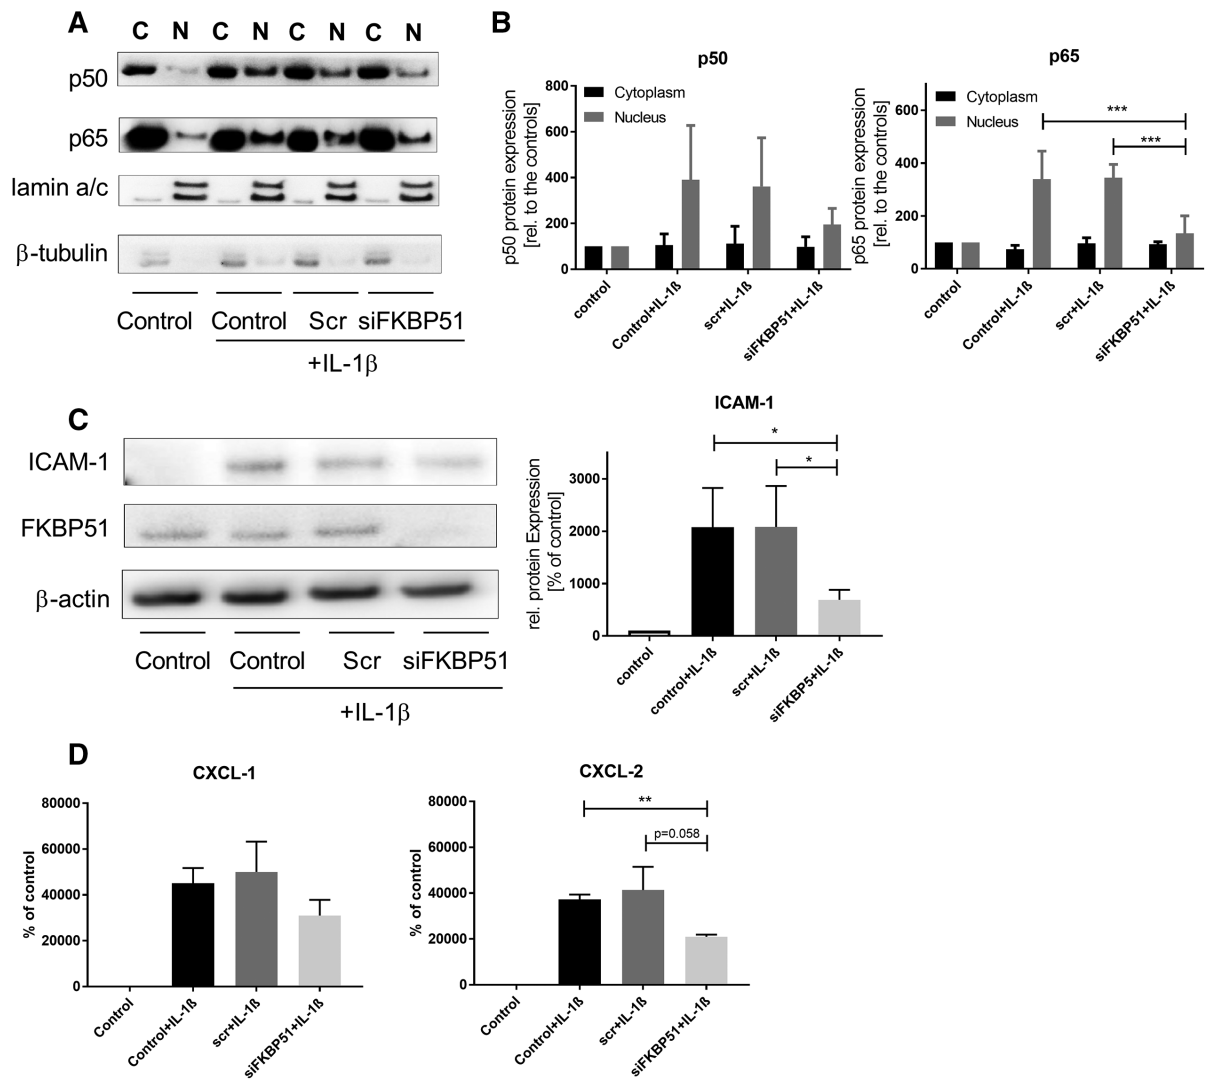 A
C N C N C N C N
p50
p65
lamin a/c
β-tubulin
Control Control Scr siFKBP51
+IL-1β
B
p50
p50 protein expression
[rel. to the controls]
800
600
400
200
0
Cytoplasm
Nucleus
control
Control+IL-1ß
scr+IL-1ß
siFKBP51+IL-1ß
p65
p65 protein expression
[rel. to the controls]
600
400
200
0
Cytoplasm
Nucleus
***
***
control
Control+IL-1ß
scr+IL-1ß
siFKBP51+IL-1ß
C
ICAM-1
FKBP51
β-actin
Control Control Scr siFKBP51
+IL-1β
ICAM-1
rel. protein Expression
[% of control]
3000
2000
1000
0
*
*
control
control+IL-1ß
scr+IL-1ß
siFKBP5+IL-1ß
D
CXCL-1
% of control
80000
60000
40000
20000
0
Control
Control+IL-1ß
scr+IL-1ß
siFKBP51+IL-1ß
CXCL-2
% of control
80000
60000
40000
20000
0
**
p=0.058
Control
Control+IL-1ß
scr+IL-1ß
siFKBP51+IL-1ß